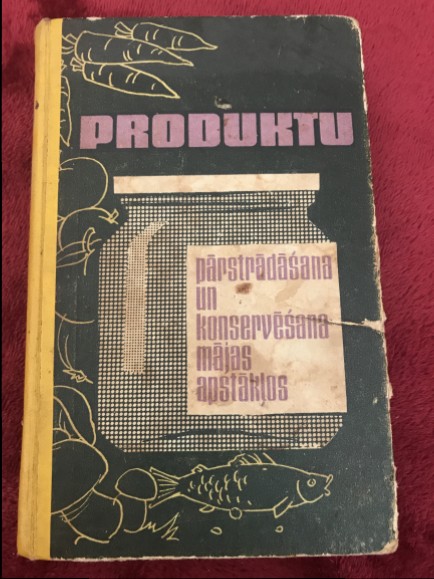 PRODUKTU
pārstrādāšana
un
konservēšana
mājas
apstākļos